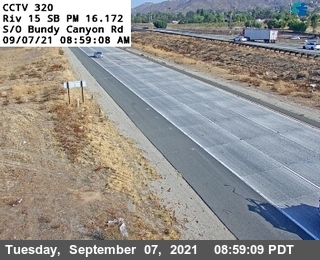 CCTV 320
Riv 15 SB PM 16.172
S/O Bundy Canyon Rd
09/07/21 08:59:08 AM
Tuesday, September 07, 2021 08:59:09 PDT